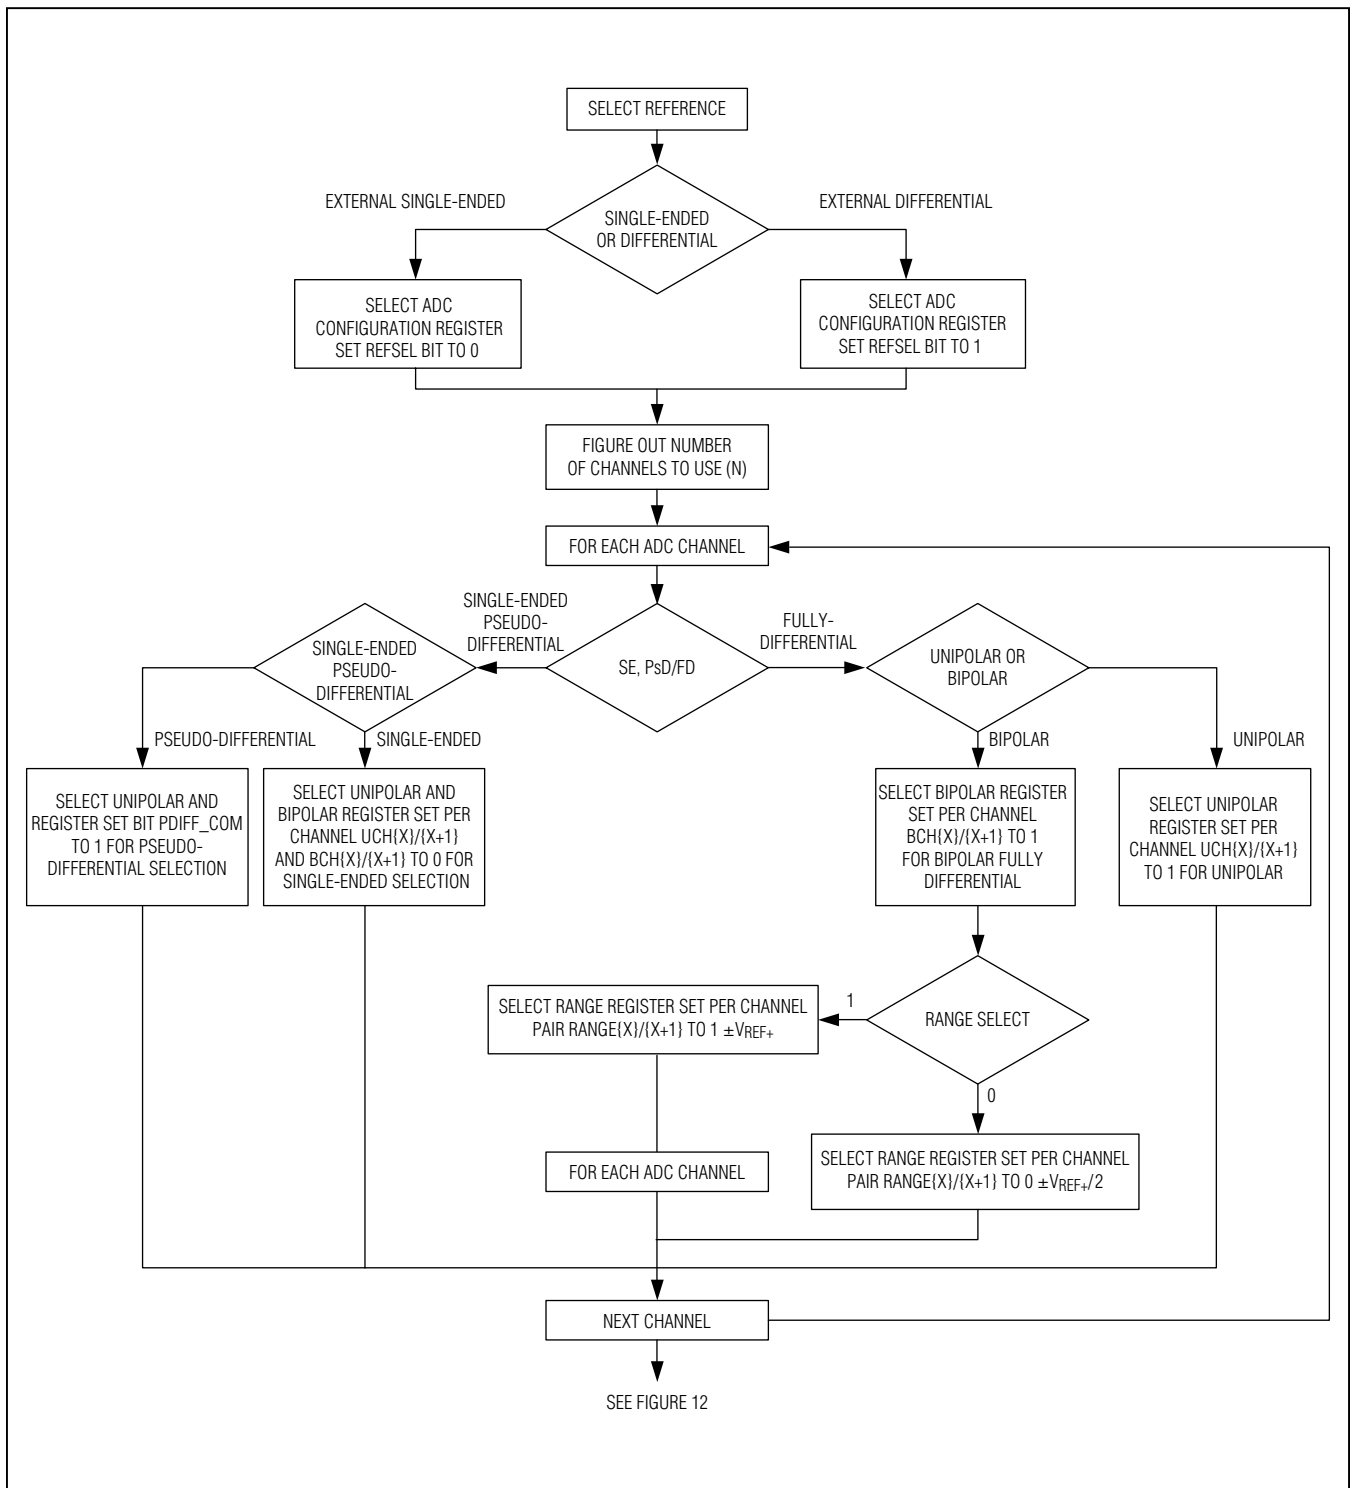 SELECT REFERENCE
EXTERNAL SINGLE-ENDED
EXTERNAL DIFFERENTIAL
SINGLE-ENDED
OR DIFFERENTIAL
SELECT ADC
CONFIGURATION REGISTER
SET REFSEL BIT TO 0
SELECT ADC
CONFIGURATION REGISTER
SET REFSEL BIT TO 1
FIGURE OUT NUMBER
OF CHANNELS TO USE (N)
FOR EACH ADC CHANNEL
SINGLE-ENDED
PSEUDO-
DIFFERENTIAL
FULLY-
DIFFERENTIAL
SINGLE-ENDED
PSEUDO-
DIFFERENTIAL
SE, PsD/FD
UNIPOLAR OR
BIPOLAR
PSEUDO-DIFFERENTIAL
SINGLE-ENDED
BIPOLAR
UNIPOLAR
SELECT UNIPOLAR AND
REGISTER SET BIT PDIFF_COM
TO 1 FOR PSEUDO-
DIFFERENTIAL SELECTION
SELECT UNIPOLAR AND
BIPOLAR REGISTER SET PER
CHANNEL UCH{X}/{X+1}
AND BCH{X}/{X+1} TO 0 FOR
SINGLE-ENDED SELECTION
SELECT BIPOLAR REGISTER
SET PER CHANNEL
BCH{X}/{X+1} TO 1
FOR BIPOLAR FULLY
DIFFERENTIAL
SELECT UNIPOLAR
REGISTER SET PER
CHANNEL UCH{X}/{X+1}
TO 1 FOR UNIPOLAR
SELECT RANGE REGISTER SET PER CHANNEL
PAIR RANGE{X}/{X+1} TO 1 ±VREF+
1
RANGE SELECT
0
FOR EACH ADC CHANNEL
SELECT RANGE REGISTER SET PER CHANNEL
PAIR RANGE{X}/{X+1} TO 0 ±VREF+/2
NEXT CHANNEL
SEE FIGURE 12